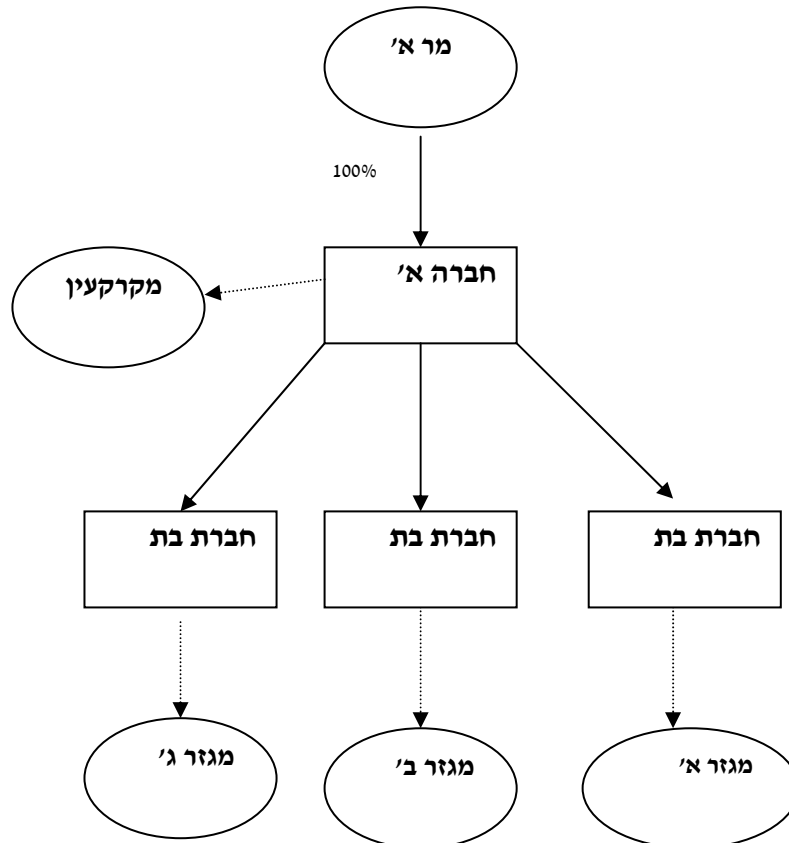 מר א'
100%
חברה א'
מקרקעין
חברת בת
חברת בת
חברת בת
מגזר א'
מגזר ב'
מגזר ג'